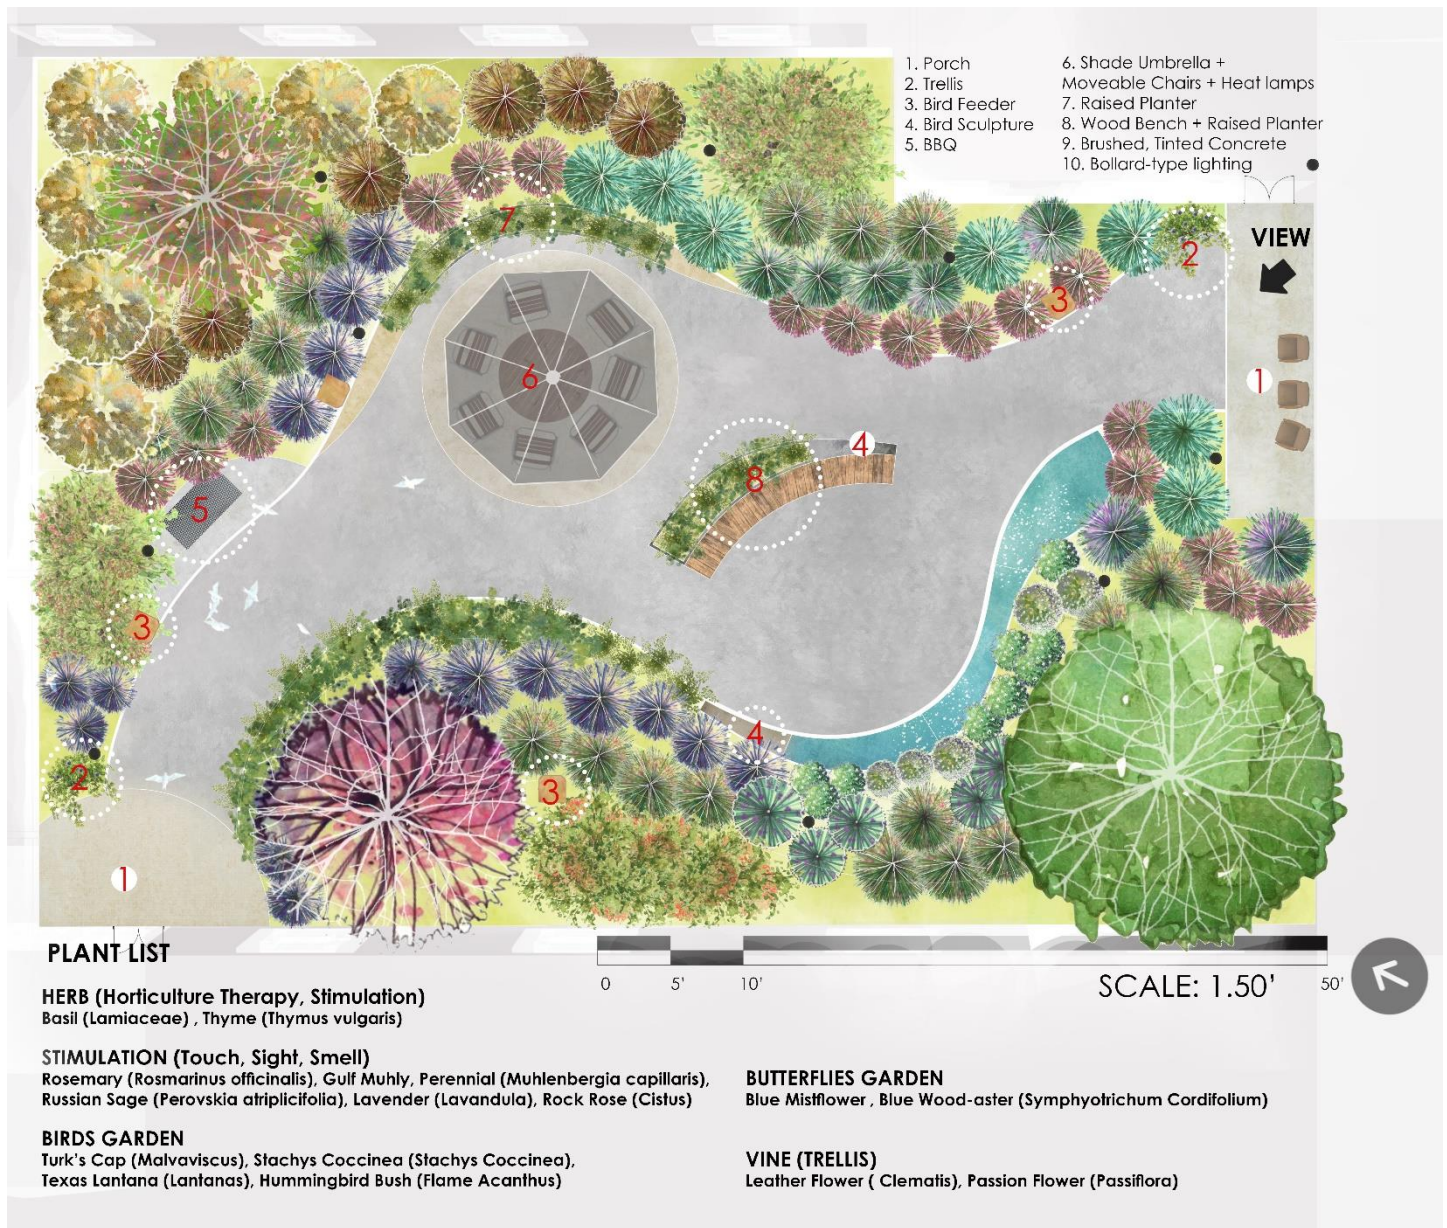 1. Porch
2. Trellis
3. Bird Feeder
4. Bird Sculpture
5. BBQ
6. Shade Umbrella +
Moveable Chairs + Heat lamps
7. Raised Planter
8. Wood Bench + Raised Planter
9. Brushed, Tinted Concrete
10. Bollard-type lighting
7
2
VIEW
3
6
1
4
8
5
3
4
2
3
1
PLANT LIST
0
5'
10'
SCALE: 1.50'
50'
HERB (Horticulture Therapy, Stimulation)
Basil (Lamiaceae) , Thyme (Thymus vulgaris)
STIMULATION (Touch, Sight, Smell)
Rosemary (Rosmarinus officinalis), Gulf Muhly, Perennial (Muhlenbergia capillaris),
Russian Sage (Perovskia atriplicifolia), Lavender (Lavandula), Rock Rose (Cistus)
BIRDS GARDEN
Turk's Cap (Malvaviscus), Stachys Coccinea (Stachys Coccinea),
Texas Lantana (Lantanas), Hummingbird Bush (Flame Acanthus)
BUTTERFLIES GARDEN
Blue Mistflower , Blue Wood-aster (Symphyotrichum Cordifolium)
VINE (TRELLIS)
Leather Flower ( Clematis), Passion Flower (Passiflora)